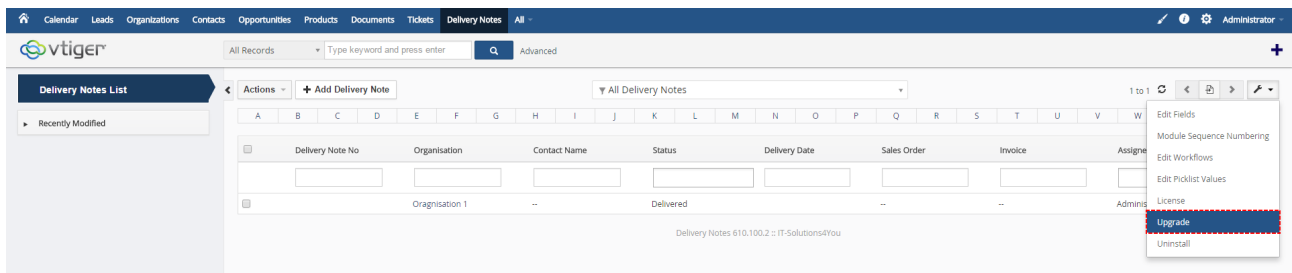 Calendar Leads Organizations Contacts Opportunities Products Documents Tickets Delivery Notes All Administrator
vtiger All Records Type keyword and press enter Advanced
Delivery Notes List Actions + Add Delivery Note All Delivery Notes 1 to 1
Recently Modified A B C D E F G H I J K L M N O P Q R S T U V W
Edit Fields
Module Sequence Numbering
Delivery Note No Organisation Contact Name Status Delivery Date Sales Order Invoice Assigne
Edit Workflows
Edit Picklist Values
Oragnisation 1 -- Delivered -- -- Adminis
License
Upgrade
Delivery Notes 610.100.2 :: IT-Solutions4You
Uninstall